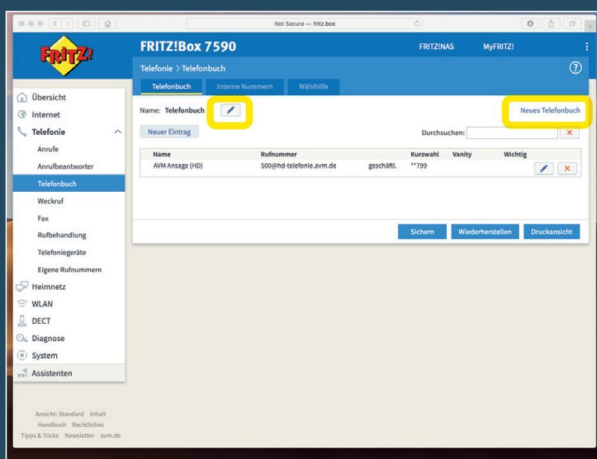 Not Secure — fritz.box
FRITZ!
FRITZ!Box 7590
FRITZ!NAS
MyFRITZ!
Telefonie > Telefonbuch
?
Telefonbuch
Interne Nummern
Wählhilfe
Übersicht
Internet
Telefonie
Anrufe
Anrufbeantworter
Telefonbuch
Weckruf
Fax
Rufbehandlung
Telefoniegeräte
Eigene Rufnummern
Heimnetz
WLAN
DECT
Diagnose
System
Assistenten
Name: Telefonbuch
Neues Telefonbuch
Neuer Eintrag
Durchsuchen:
Name Rufnummer Kurzwahl Vanity Wichtig
AVM Ansage (HD) 500@hd-telefonie.avm.de geschäftl. **799
Sichern
Wiederherstellen
Druckansicht
Ansicht: Standard Inhalt
Handbuch Rechtliches
Tipps & Tricks Newsletter avm.de